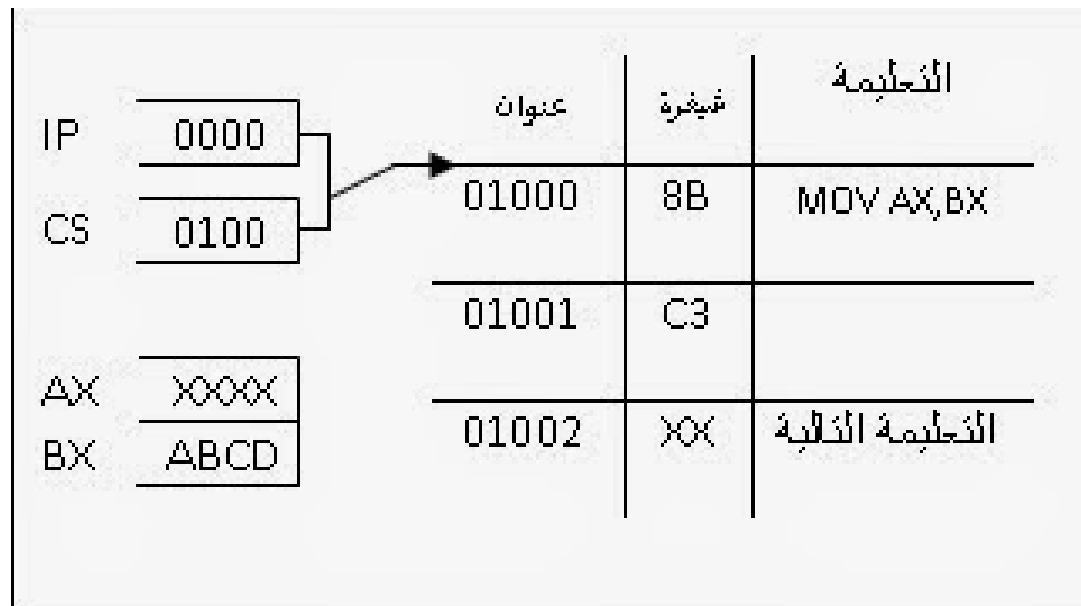 IP 0000
CS 0100
AX XXXX
BX ABCD
عنوان شيفرة التعليمة
01000 8B MOV AX,BX
01001 C3
01002 XX التعليمة التالية